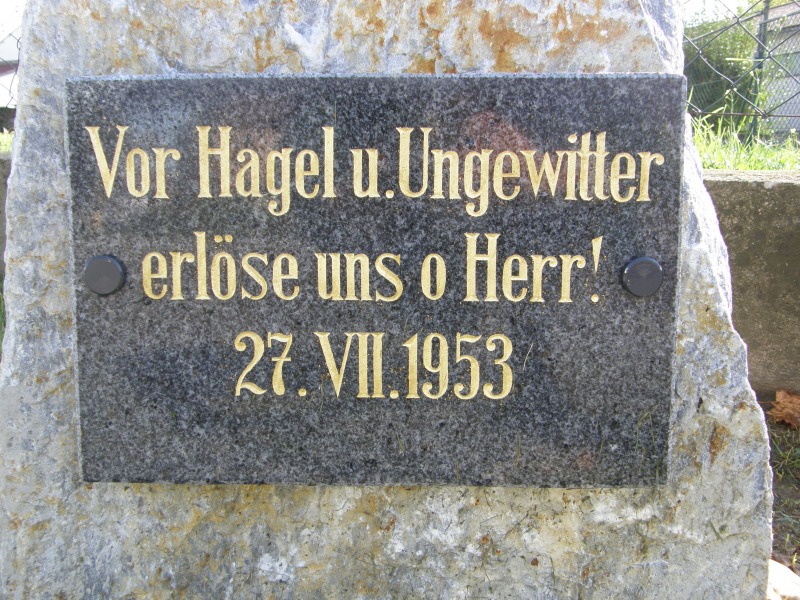 Vor Hagel u. Ungewitter
erlöse uns o Herr!
27. VII. 1953